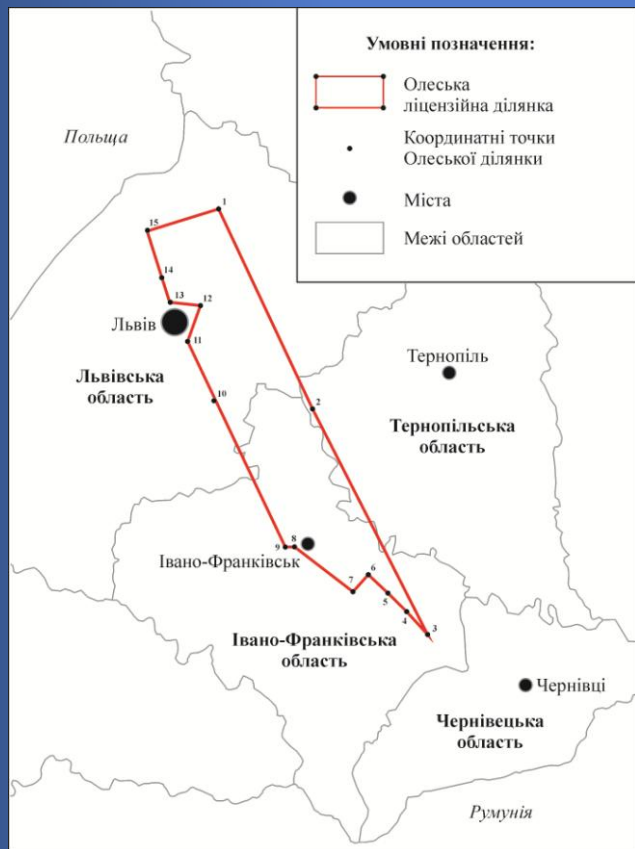 Умовні позначення:
Олеська
ліцензійна ділянка
Координатні точки
Олеської ділянки
Міста
Межі областей
Польща
1
15
14
13
12
Львів
11
Львівська
область
10
2
Тернопіль
Тернопільська
область
9
8
Івано-Франківськ
7
6
5
4
3
Івано-Франківська
область
Чернівці
Чернівецька
область
Румунія